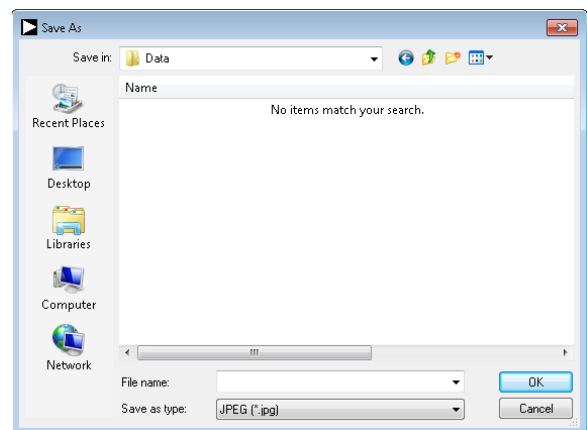 Save As
Save in: Data
Name
No items match your search.
Recent Places
Desktop
Libraries
Computer
Network
File name: OK
Save as type: JPEG (*.jpg) Cancel